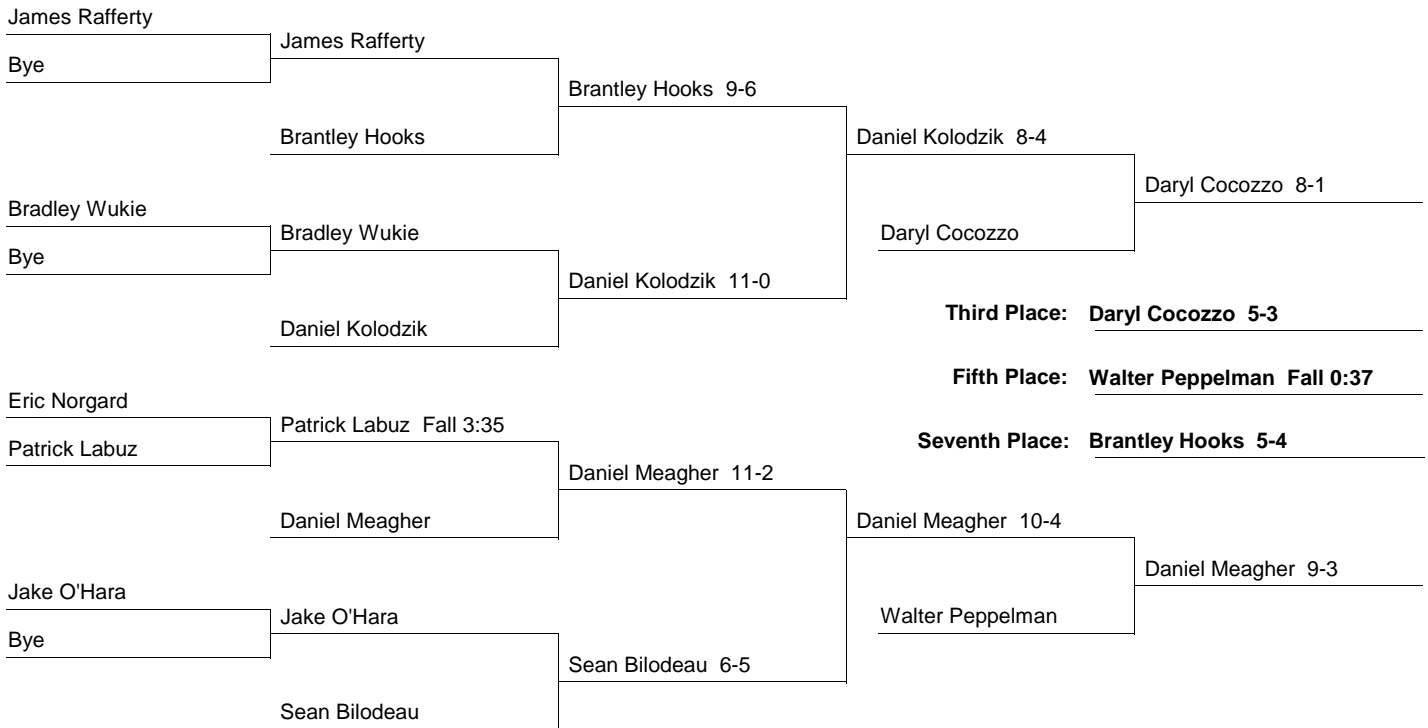 James Rafferty
James Rafferty
Bye
Brantley Hooks 9-6
Brantley Hooks
Daniel Kolodzik 8-4
Daryl Cocozzo 8-1
Bradley Wukie
Bradley Wukie
Daryl Cocozzo
Bye
Daniel Kolodzik 11-0
Third Place: Daryl Cocozzo 5-3
Daniel Kolodzik
Fifth Place: Walter Peppelman Fall 0:37
Eric Norgard
Patrick Labuz Fall 3:35
Patrick Labuz
Seventh Place: Brantley Hooks 5-4
Daniel Meagher 11-2
Daniel Meagher
Daniel Meagher 10-4
Daniel Meagher 9-3
Jake O'Hara
Jake O'Hara
Walter Peppelman
Bye
Sean Bilodeau 6-5
Sean Bilodeau